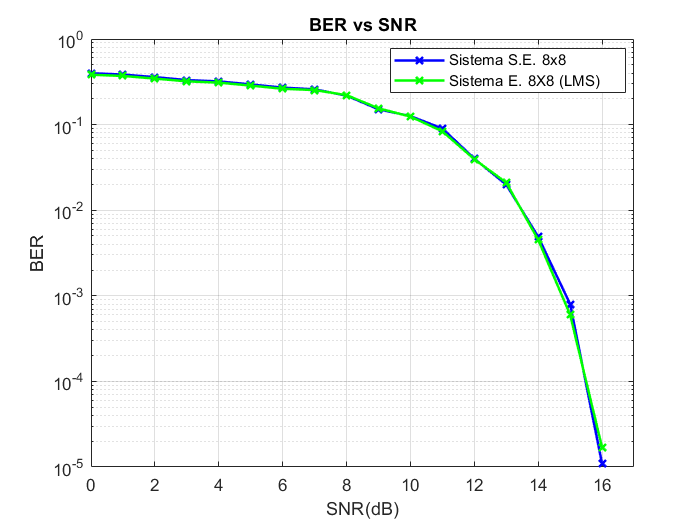 BER vs SNR
Sistema S.E. 8x8
Sistema E. 8X8 (LMS)
10^0
10^-1
10^-2
10^-3
10^-4
10^-5
BER
0 2 4 6 8 10 12 14 16
SNR(dB)